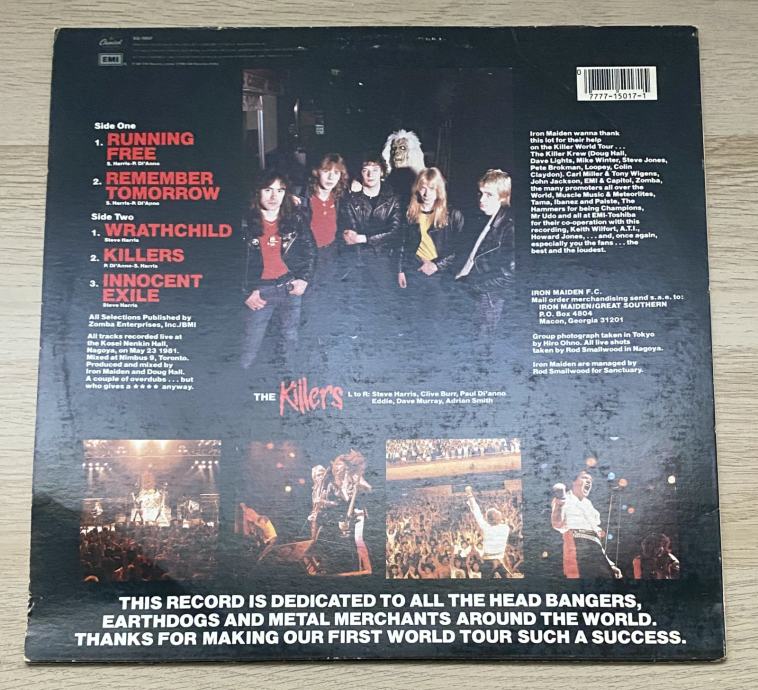 Capitol
EMI
0
7777-15017-1
Side One
1. RUNNING
FREE
S. Harris-P. Di'Anno
2. REMEMBER
TOMORROW
S. Harris-P. Di'Anno
Side Two
1. WRATHCHILD
Steve Harris
2. KILLERS
P. Di'Anno-S. Harris
3. INNOCENT
EXILE
Steve Harris
All Selections Published by
Zomba Enterprises, Inc./BMI
All tracks recorded live at
the Kosei Nenkin Hall,
Nagoya, on May 23 1981.
Mixed at Nimbus 9, Toronto.
Produced and mixed by
Iron Maiden and Doug Hall.
A couple of overdubs . . . but
who gives a ★★★★ anyway.
Iron Maiden wanna thank
this lot for their help
on the Killer World Tour . . .
The Killer Krew (Doug Hall,
Dave Lights, Mike Winter, Steve Jones,
Pete Brokman, Loopey, Colin
Claydon). Carl Miller & Tony Wigens,
John Jackson, EMI & Capitol, Zomba,
the many promoters all over the
World, Muscle Music & Meteorlites,
Tama, Ibanez and Paiste, The
Hammers for being Champions,
Mr Udo and all at EMI-Toshiba
for their co-operation with this
recording, Keith Wilfort, A.T.I.,
Howard Jones, . . . and, once again,
especially you the fans . . . the
best and the loudest.
IRON MAIDEN F.C.
Mail order merchandising send s.a.e. to:
IRON MAIDEN/GREAT SOUTHERN
P.O. Box 4804
Macon, Georgia 31201
Group photograph taken in Tokyo
by Hiro Ohno. All live shots
taken by Rod Smallwood in Nagoya.
Iron Maiden are managed by
Rod Smallwood for Sanctuary.
THE Killers L to R: Steve Harris, Clive Burr, Paul Di'anno
Eddie, Dave Murray, Adrian Smith
THIS RECORD IS DEDICATED TO ALL THE HEAD BANGERS,
EARTHDOGS AND METAL MERCHANTS AROUND THE WORLD.
THANKS FOR MAKING OUR FIRST WORLD TOUR SUCH A SUCCESS.